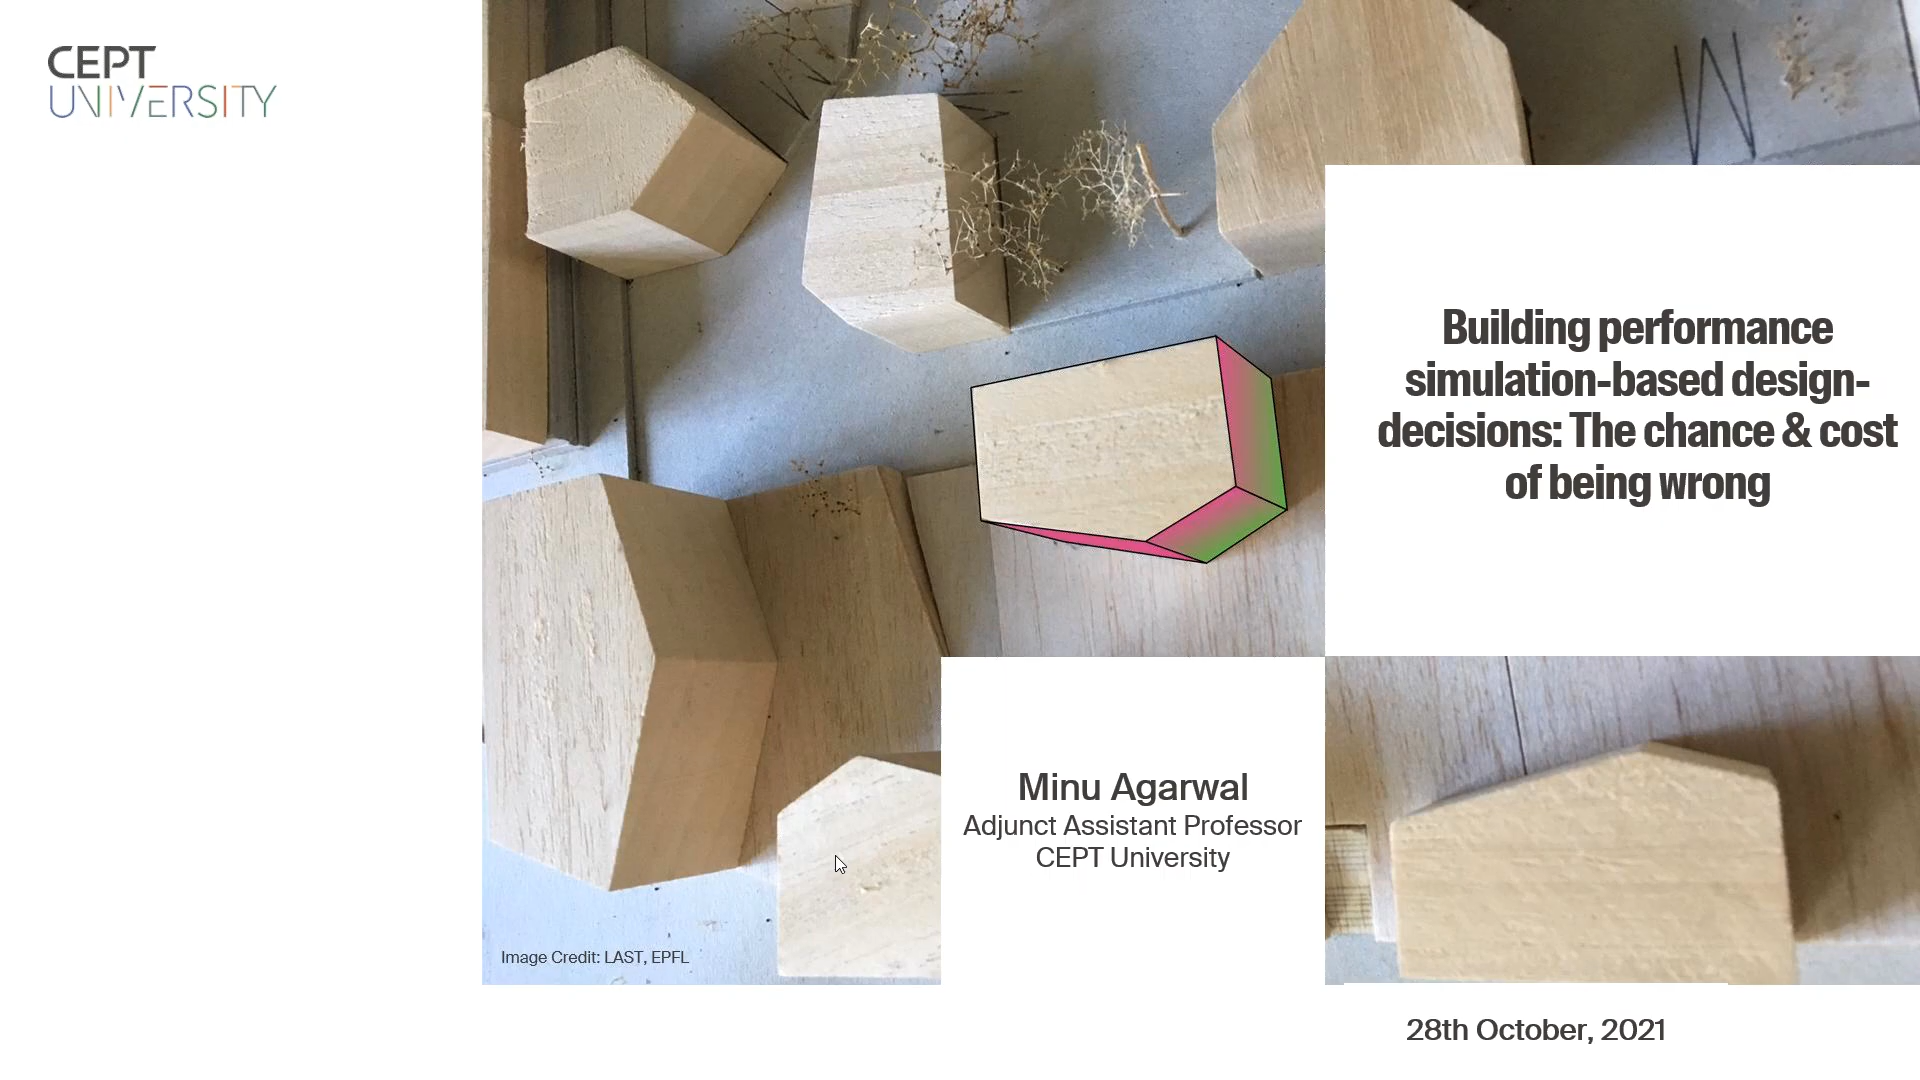 CEPT
UNIVERSITY
Building performance
simulation-based design-
decisions: The chance & cost
of being wrong
Minu Agarwal
Adjunct Assistant Professor
CEPT University
Image Credit: LAST, EPFL
28th October, 2021